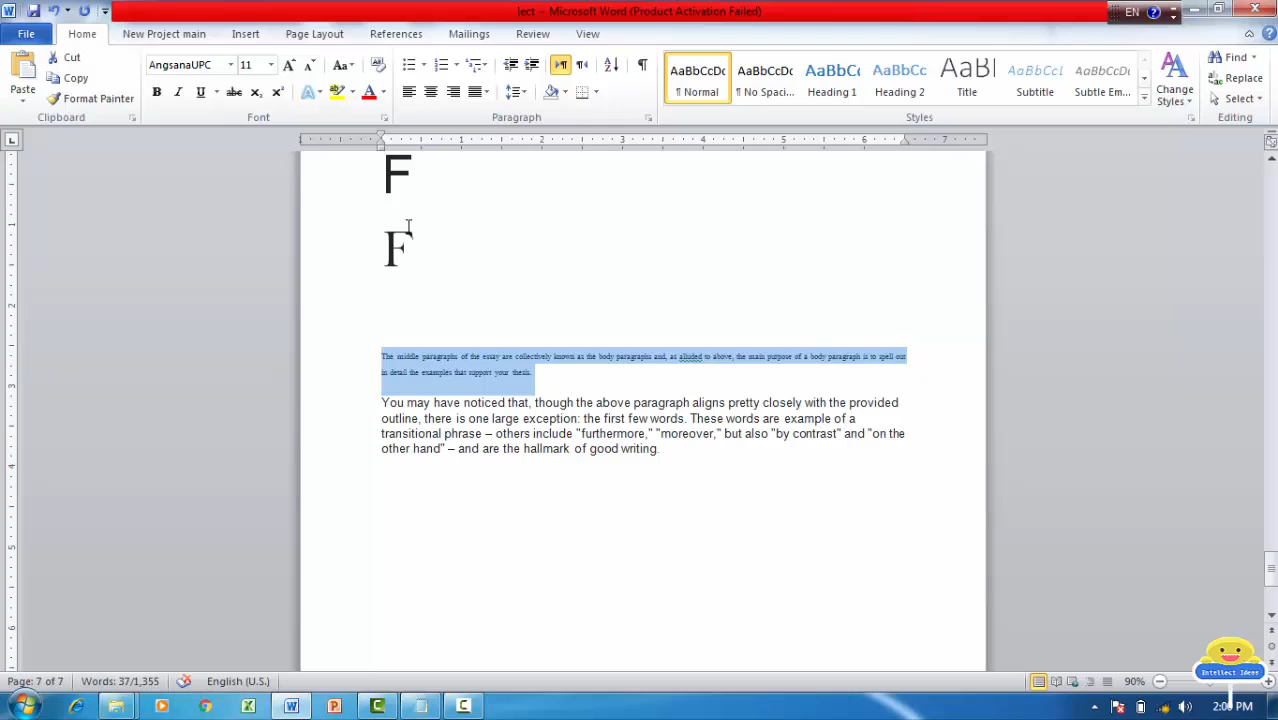 lect - Microsoft Word (Product Activation Failed)
EN
File
Home
New Project main
Insert
Page Layout
References
Mailings
Review
View
Paste
Cut
Copy
Format Painter
Clipboard
AngsanaUPC
11
Font
Paragraph
AaBbCcDc
¶ Normal
AaBbCcDc
¶ No Spaci...
AaBbCc
Heading 1
AaBbCc
Heading 2
AaBl
Title
AaBbCcl
Subtitle
AaBbCcDc
Subtle Em...
Change
Styles
Styles
Find
Replace
Select
Editing
1 2 3 4 5 6 7
F
F
The middle paragraphs of the essay are collectively known as the body paragraphs and, as alluded to above, the main purpose of a body paragraph is to spell out
in detail the examples that support your thesis.
You may have noticed that, though the above paragraph aligns pretty closely with the provided
outline, there is one large exception: the first few words. These words are example of a
transitional phrase – others include "furthermore," "moreover," but also "by contrast" and "on the
other hand" – and are the hallmark of good writing.
Page: 7 of 7
Words: 37/1,355
English (U.S.)
90%
Intellect Ideas